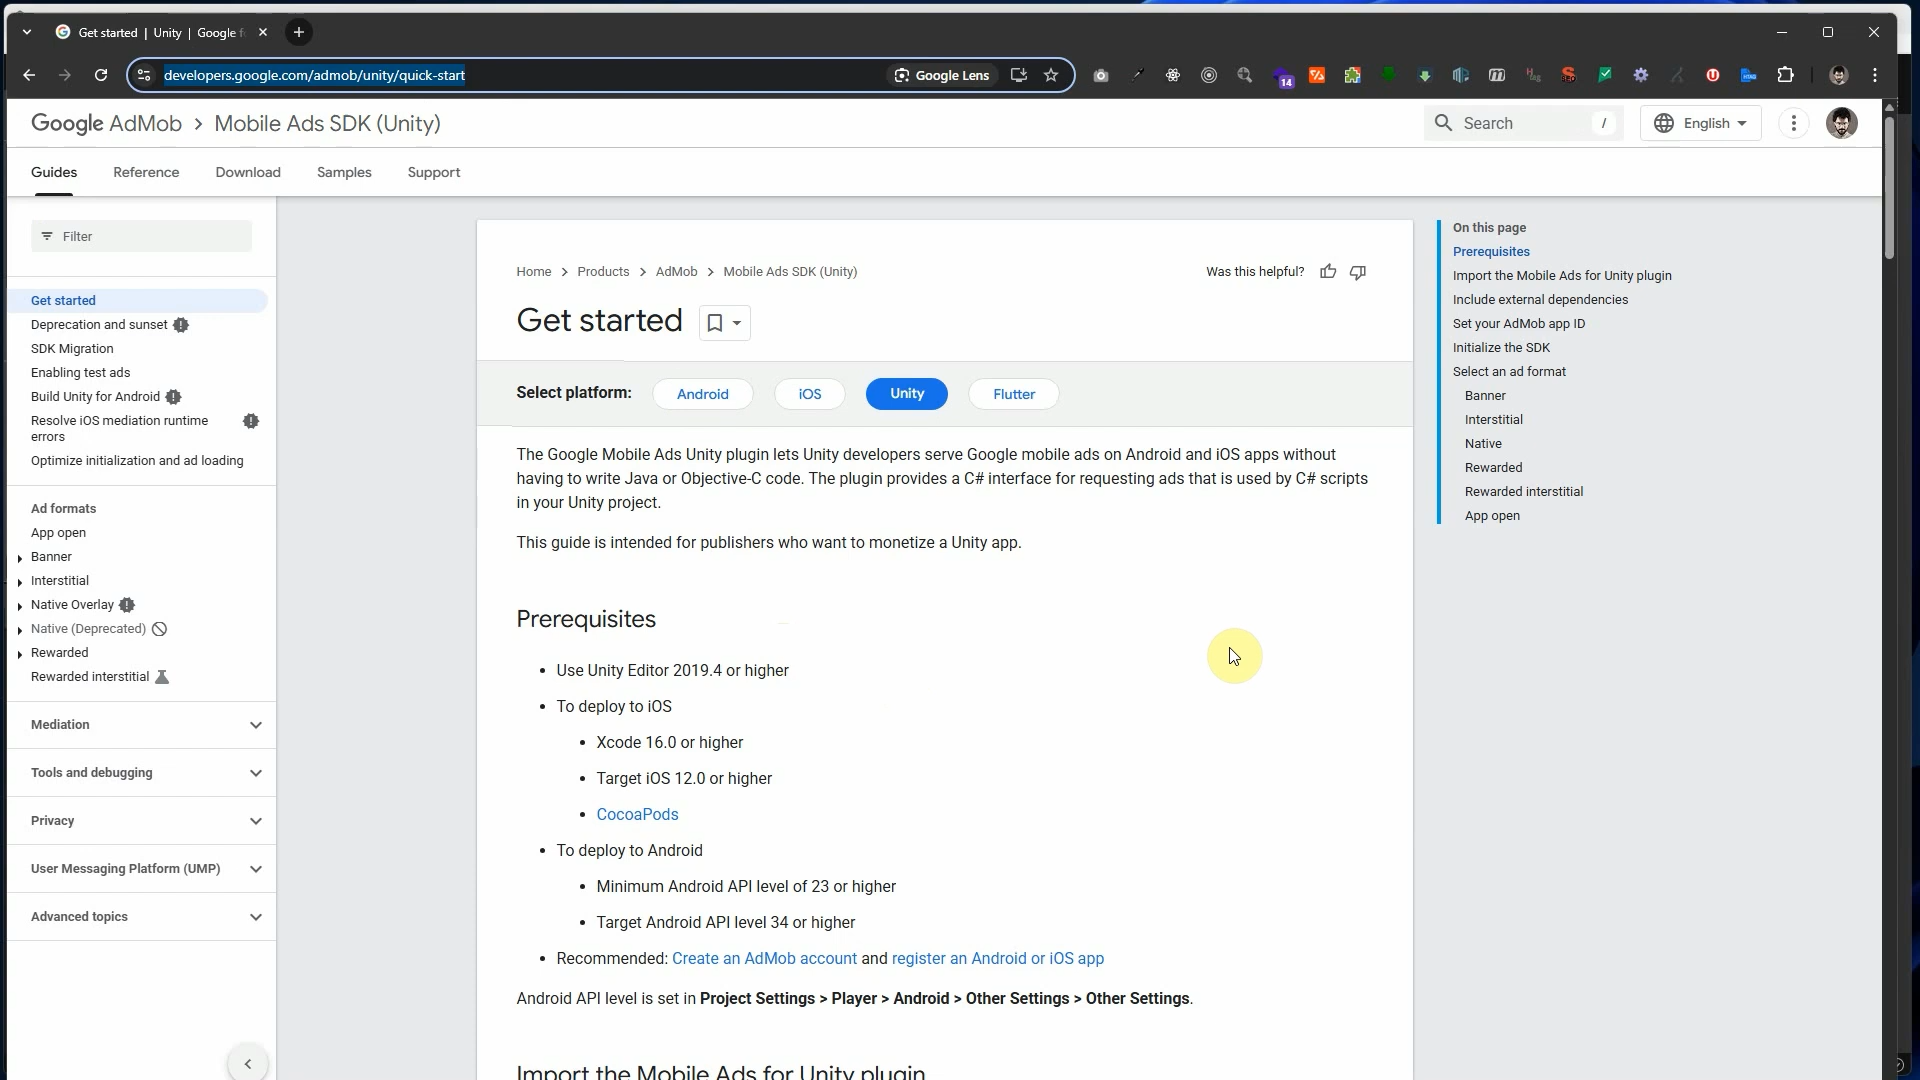 Get started | Unity | Google f
developers.google.com/admob/unity/quick-start
Google Lens
14
Google AdMob > Mobile Ads SDK (Unity)
Search
/
English
Guides
Reference
Download
Samples
Support
Filter
Get started
Deprecation and sunset
SDK Migration
Enabling test ads
Build Unity for Android
Resolve iOS mediation runtime
errors
Optimize initialization and ad loading
Ad formats
App open
Banner
Interstitial
Native Overlay
Native (Deprecated)
Rewarded
Rewarded interstitial
Mediation
Tools and debugging
Privacy
User Messaging Platform (UMP)
Advanced topics
Home > Products > AdMob > Mobile Ads SDK (Unity)
Was this helpful?
Get started
Select platform:
Android
iOS
Unity
Flutter
The Google Mobile Ads Unity plugin lets Unity developers serve Google mobile ads on Android and iOS apps without
having to write Java or Objective-C code. The plugin provides a C# interface for requesting ads that is used by C# scripts
in your Unity project.
This guide is intended for publishers who want to monetize a Unity app.
Prerequisites
• Use Unity Editor 2019.4 or higher
• To deploy to iOS
• Xcode 16.0 or higher
• Target iOS 12.0 or higher
• CocoaPods
• To deploy to Android
• Minimum Android API level of 23 or higher
• Target Android API level 34 or higher
• Recommended: Create an AdMob account and register an Android or iOS app
Android API level is set in Project Settings > Player > Android > Other Settings > Other Settings.
Import the Mobile Ads for Unity plugin
On this page
Prerequisites
Import the Mobile Ads for Unity plugin
Include external dependencies
Set your AdMob app ID
Initialize the SDK
Select an ad format
Banner
Interstitial
Native
Rewarded
Rewarded interstitial
App open